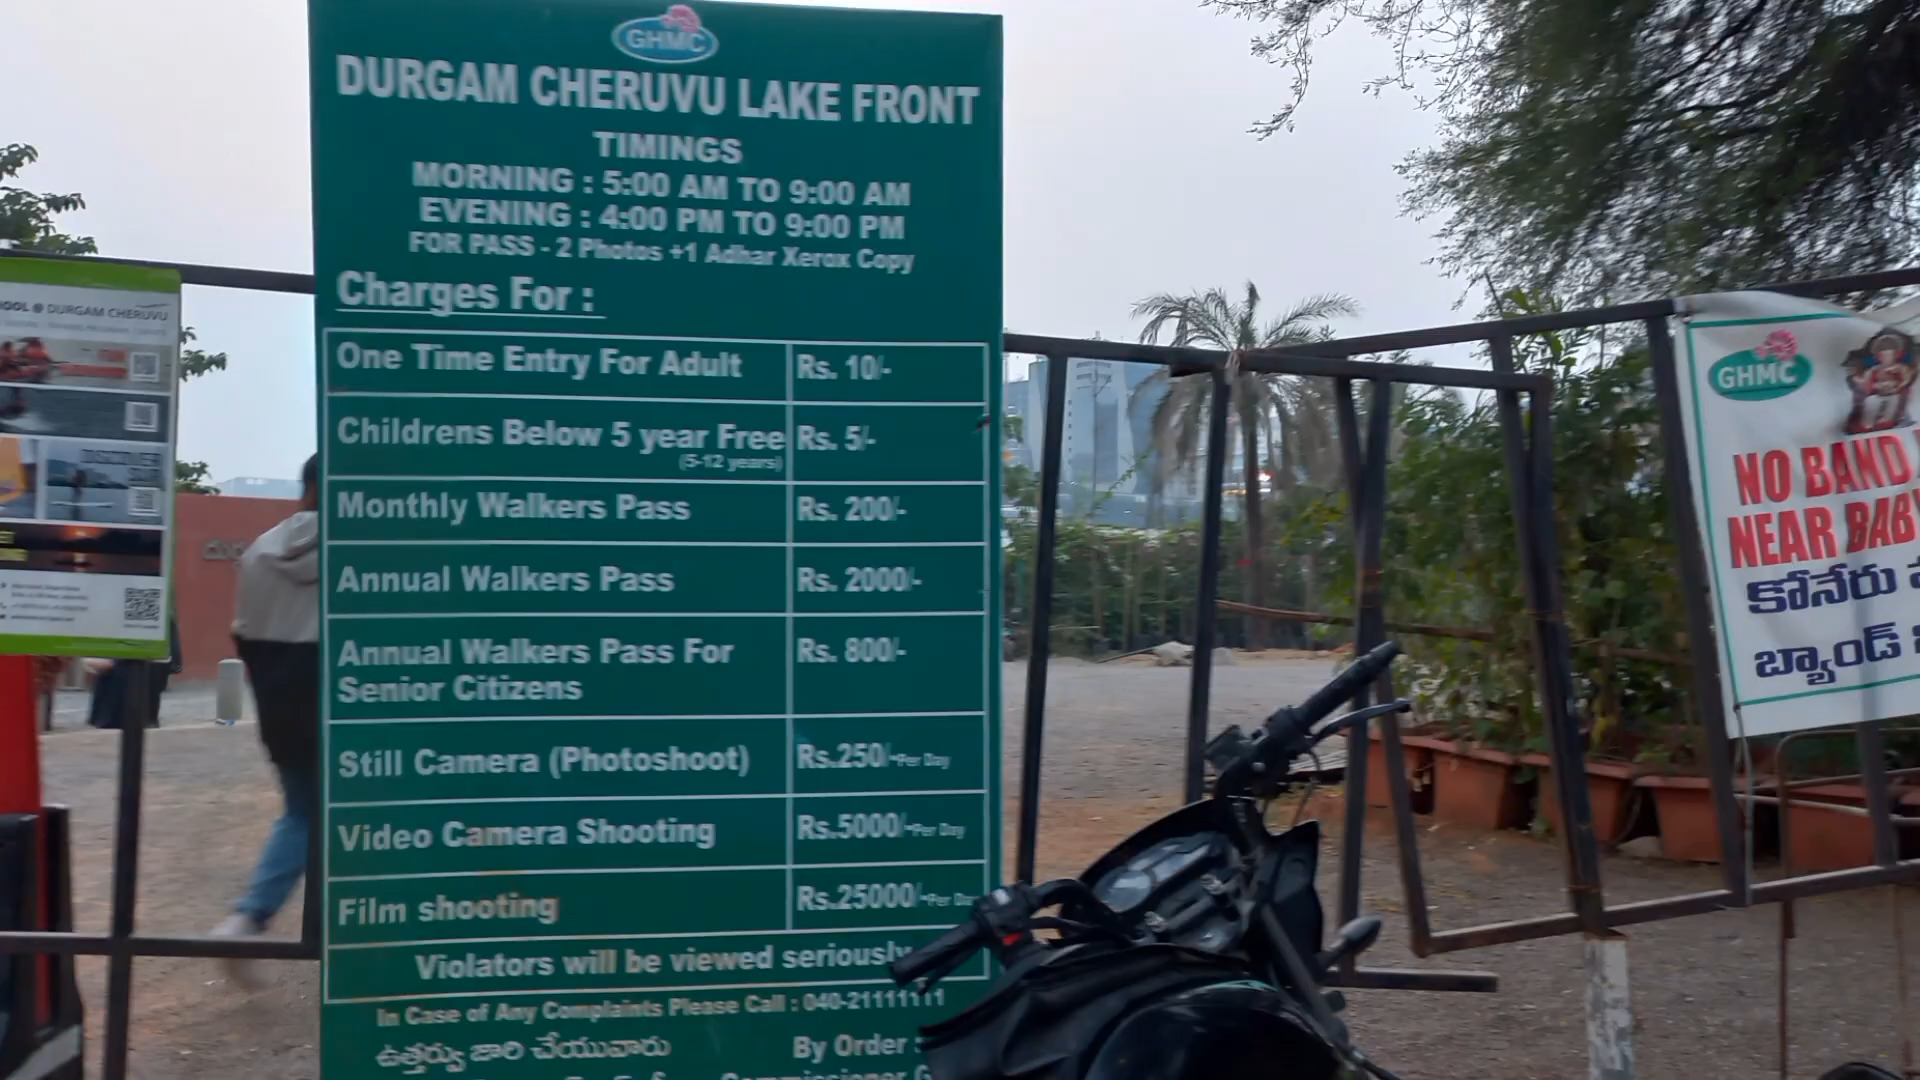 GHMC
DURGAM CHERUVU LAKE FRONT
TIMINGS
MORNING : 5:00 AM TO 9:00 AM
EVENING : 4:00 PM TO 9:00 PM
FOR PASS - 2 Photos +1 Adhar Xerox Copy
Charges For :
One Time Entry For Adult Rs. 10/-
Childrens Below 5 year Free Rs. 5/-
(5-12 years)
Monthly Walkers Pass Rs. 200/-
Annual Walkers Pass Rs. 2000/-
Annual Walkers Pass For Rs. 800/-
Senior Citizens
Still Camera (Photoshoot) Rs.250/-Per Day
Video Camera Shooting Rs.5000/-Per Day
Film shooting Rs.25000/-Per Day
Violators will be viewed seriously
In Case of Any Complaints Please Call : 040-21111111
ఉత్తర్వు జారి చేయువారు By Order :
Commissioner
OOL @ DURGAM CHERUVU
GHMC
NO BAND
NEAR BABY
కోనేరు
బ్యాండ్